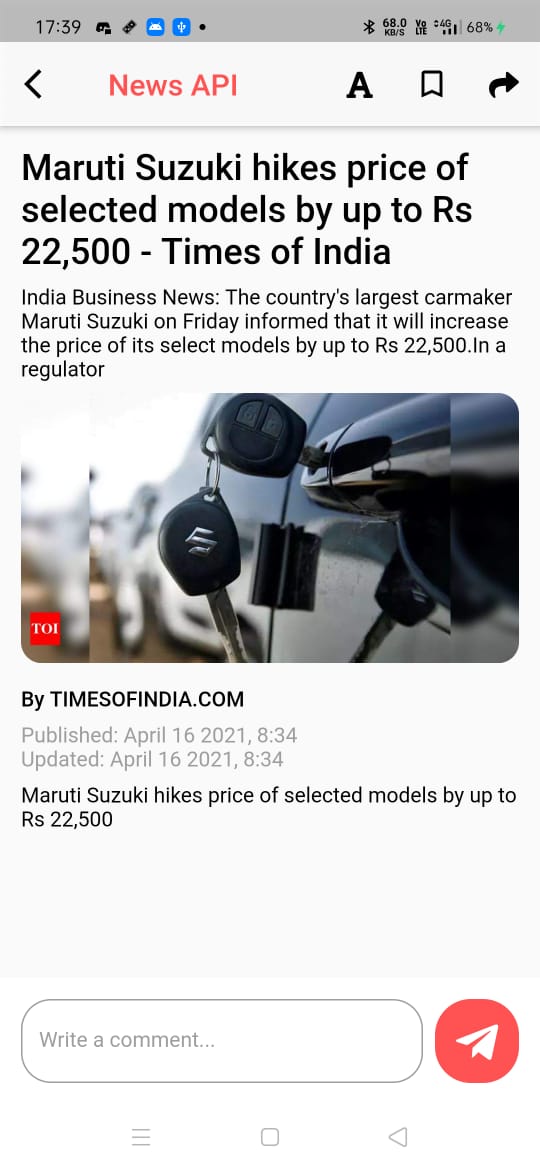 17:39
68.0 KB/S
Vo LTE
4G
68%
News API
A
Maruti Suzuki hikes price of
selected models by up to Rs
22,500 - Times of India
India Business News: The country's largest carmaker
Maruti Suzuki on Friday informed that it will increase
the price of its select models by up to Rs 22,500.In a
regulator
TOI
By TIMESOFINDIA.COM
Published: April 16 2021, 8:34
Updated: April 16 2021, 8:34
Maruti Suzuki hikes price of selected models by up to
Rs 22,500
Write a comment...